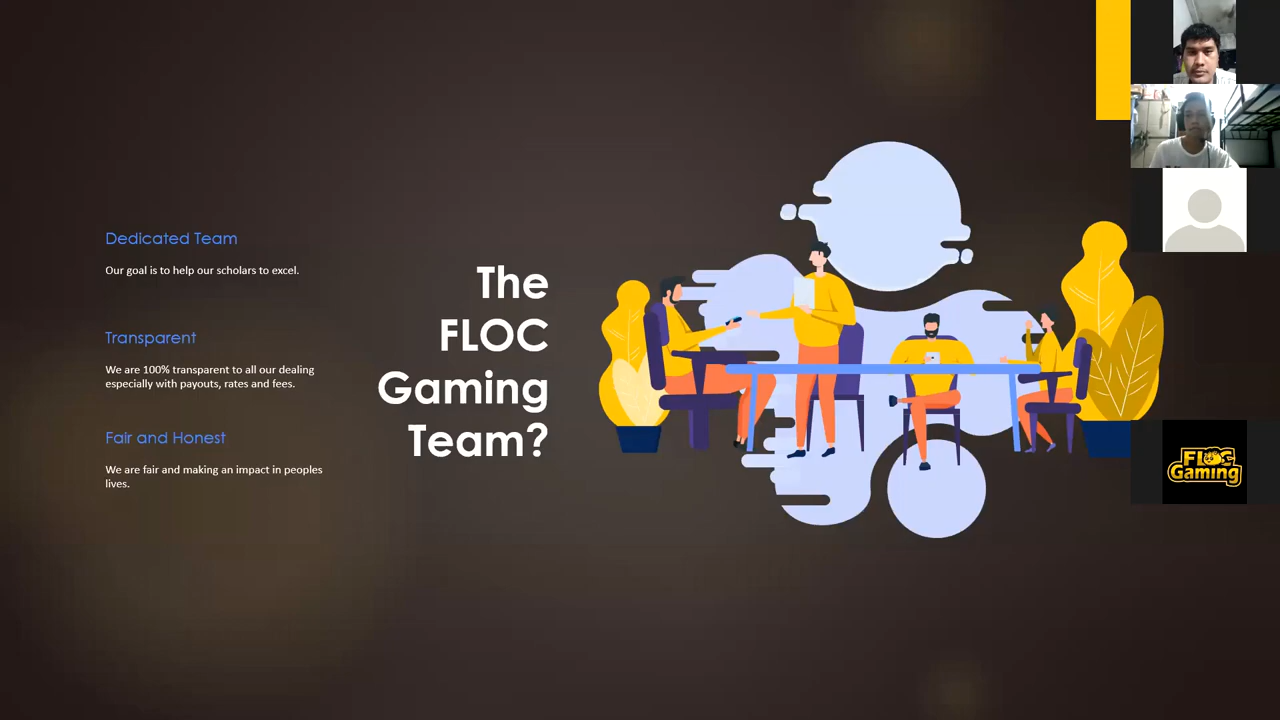 Dedicated Team
Our goal is to help our scholars to excel.
Transparent
We are 100% transparent to all our dealing
especially with payouts, rates and fees.
Fair and Honest
We are fair and making an impact in peoples
lives.
The
FLOC
Gaming
Team?
FLOC
Gaming